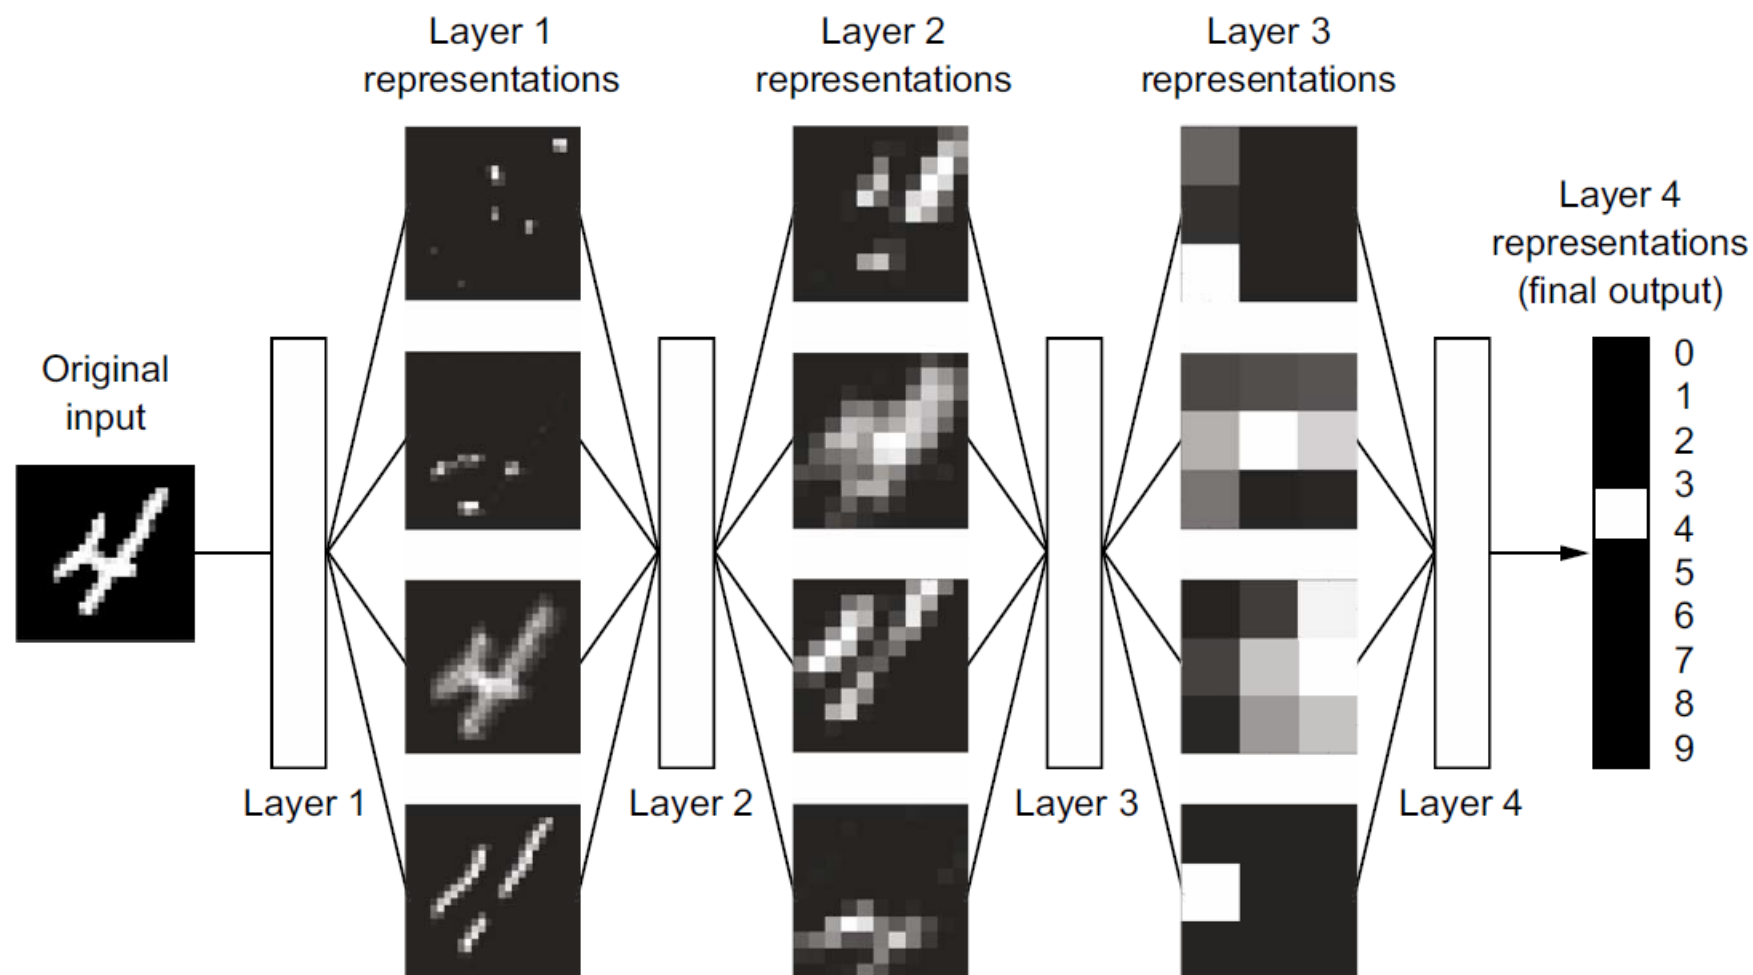 Layer 1
representations
Layer 2
representations
Layer 3
representations
Layer 4
representations
(final output)
Original
input
0
1
2
3
4
5
6
7
8
9
Layer 1
Layer 2
Layer 3
Layer 4